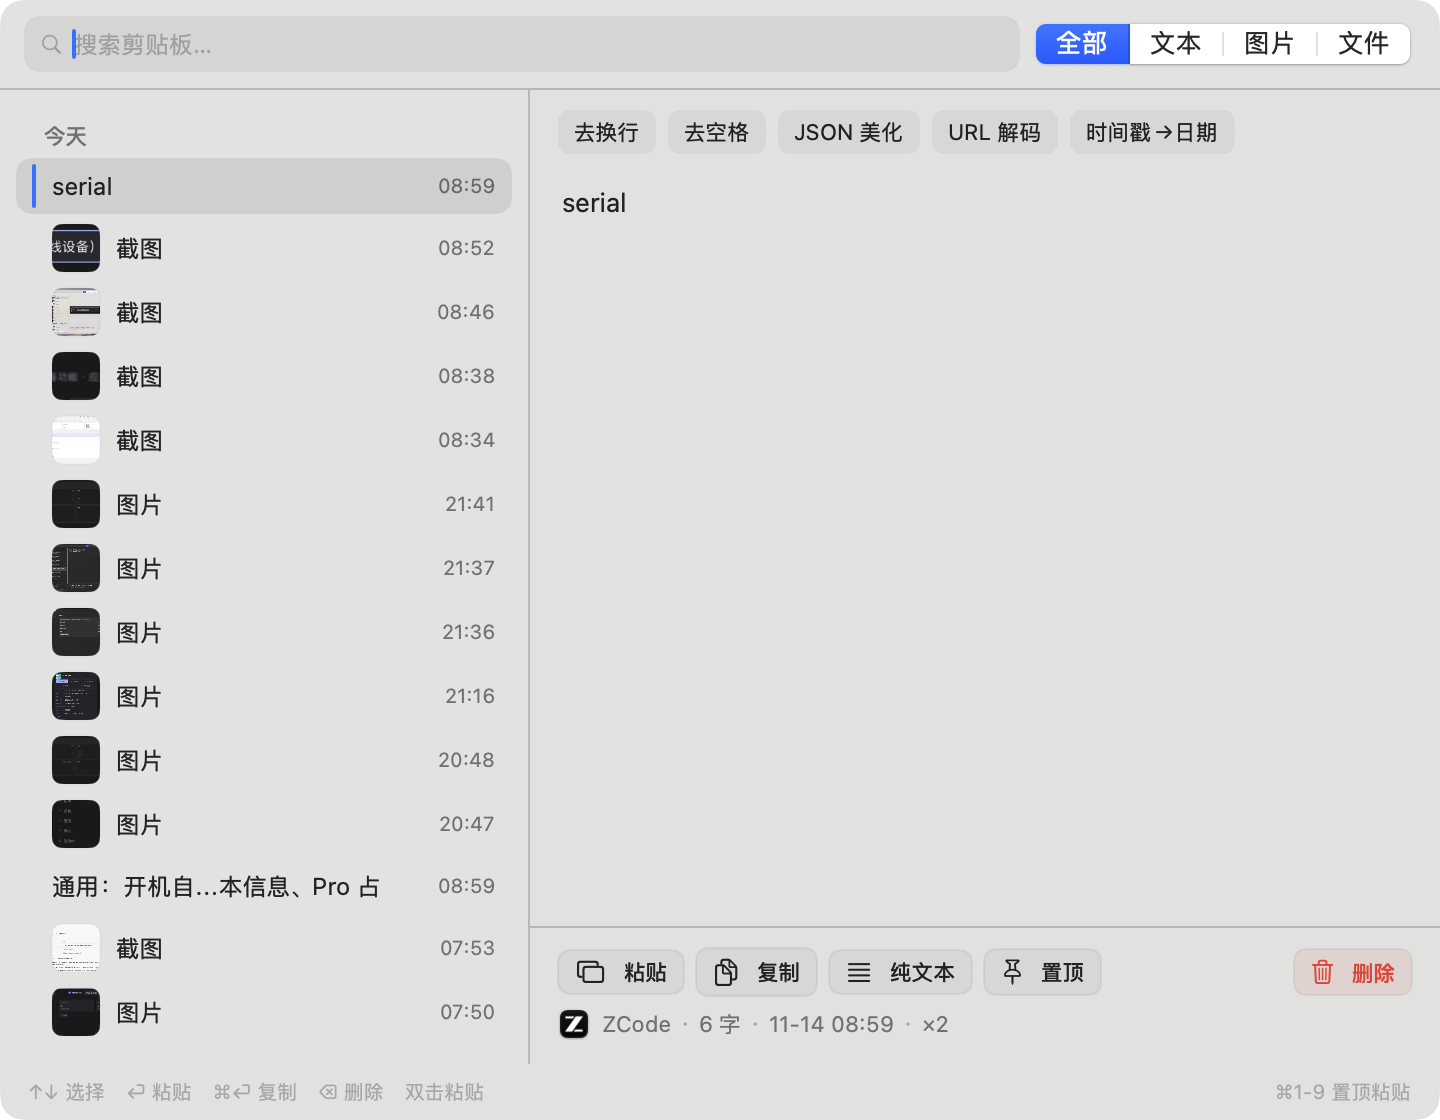 搜索剪贴板...
全部 文本 图片 文件
今天
serial 08:59
线设备） 截图 08:52
截图 08:46
截图 08:38
截图 08:34
图片 21:41
图片 21:37
图片 21:36
图片 21:16
图片 20:48
图片 20:47
通用：开机自...本信息、Pro 占 08:59
截图 07:53
图片 07:50
去换行 去空格 JSON 美化 URL 解码 时间戳→日期
serial
粘贴 复制 纯文本 置顶 删除
ZCode · 6 字 · 11-14 08:59 · ×2
↑↓ 选择 ↩ 粘贴 ⌘↩ 复制 ⌫ 删除 双击粘贴 ⌘1-9 置顶粘贴